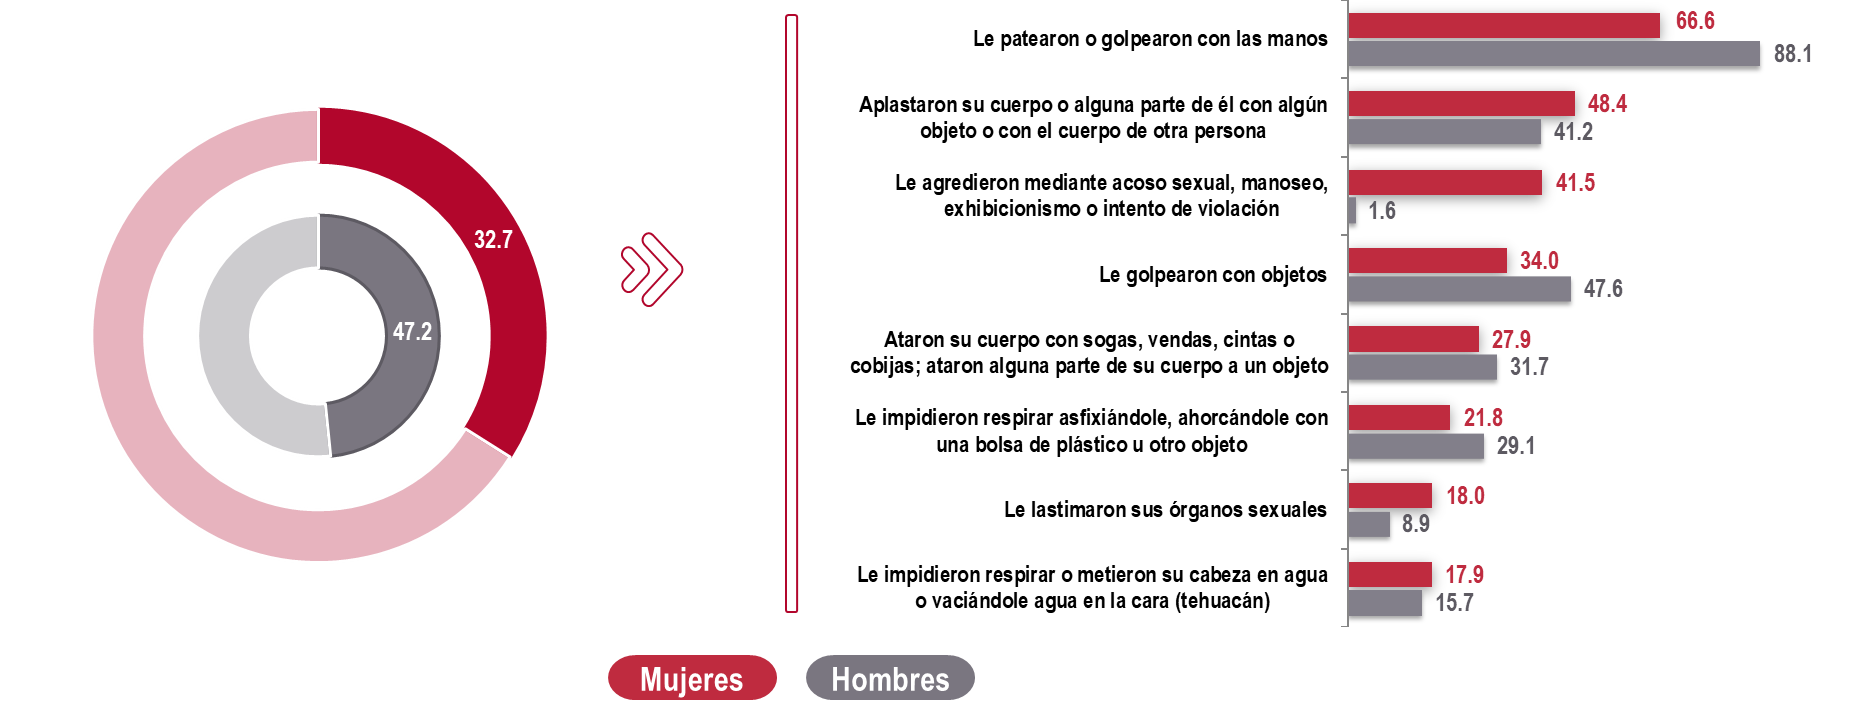 32.7
47.2
Le patearon o golpearon con las manos
66.6
88.1
Aplastaron su cuerpo o alguna parte de él con algún
objeto o con el cuerpo de otra persona
48.4
41.2
Le agredieron mediante acoso sexual, manoseo,
exhibicionismo o intento de violación
41.5
1.6
Le golpearon con objetos
34.0
47.6
Ataron su cuerpo con sogas, vendas, cintas o
cobijas; ataron alguna parte de su cuerpo a un objeto
27.9
31.7
Le impidieron respirar asfixiándole, ahorcándole con
una bolsa de plástico u otro objeto
21.8
29.1
Le lastimaron sus órganos sexuales
18.0
8.9
Le impidieron respirar o metieron su cabeza en agua
o vaciándole agua en la cara (tehuacán)
17.9
15.7
Mujeres
Hombres